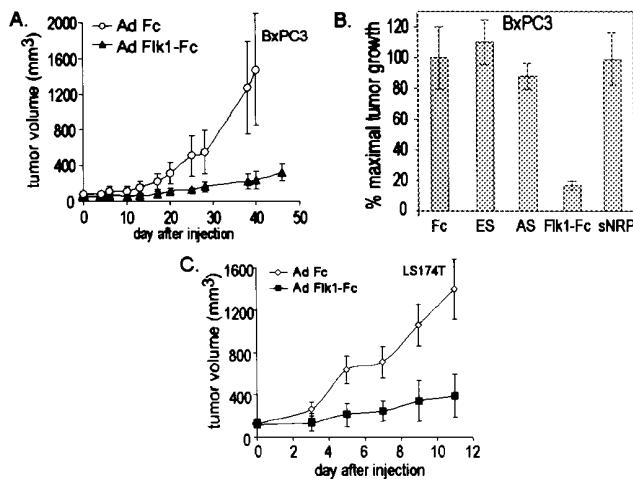 A.
Ad Fc
Ad Flk1-Fc
BxPC3
tumor volume (mm3)
2000
1600
1200
800
400
0
0 10 20 30 40 50
day after injection
B.
BxPC3
% maximal tumor growth
120
100
80
60
40
20
0
Fc ES AS Flk1-Fc sNRP
C.
Ad Fc
Ad Flk1-Fc
LS174T
tumor volume (mm3)
1600
1200
800
400
0
0 2 4 6 8 10 12
day after injection